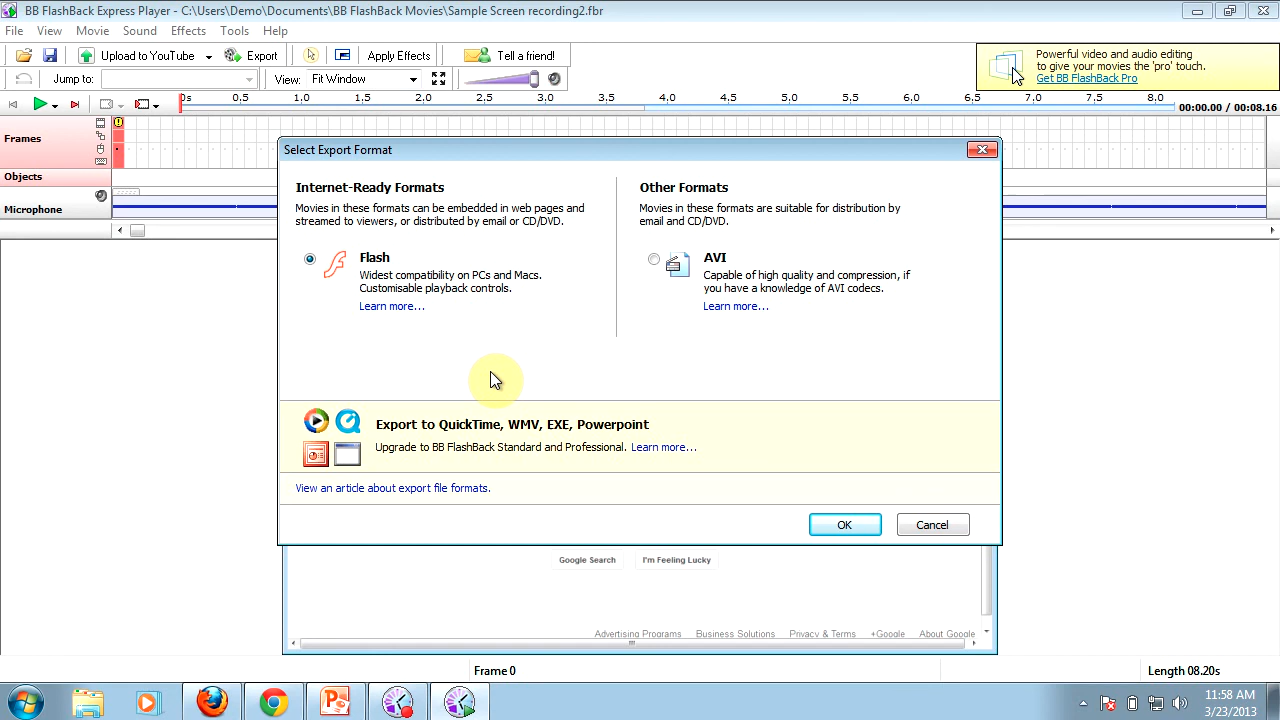 BB FlashBack Express Player - C:\Users\Demo\Documents\BB FlashBack Movies\Sample Screen recording2.fbr
File View Movie Sound Effects Tools Help
Upload to YouTube Export Apply Effects Tell a friend!
Powerful video and audio editing
to give your movies the 'pro' touch.
Get BB FlashBack Pro
Jump to: View: Fit Window
0s 0,5 1,0 1,5 2,0 2,5 3,0 3,5 4,0 4,5 5,0 5,5 6,0 6,5 7,0 7,5 8,0 00:00.00 / 00:08.16
Frames
Objects
Microphone
Select Export Format
Internet-Ready Formats
Movies in these formats can be embedded in web pages and
streamed to viewers, or distributed by email or CD/DVD.
Flash
Widest compatibility on PCs and Macs.
Customisable playback controls.
Learn more...
Other Formats
Movies in these formats are suitable for distribution by
email and CD/DVD.
AVI
Capable of high quality and compression, if
you have a knowledge of AVI codecs.
Learn more...
Export to QuickTime, WMV, EXE, Powerpoint
Upgrade to BB FlashBack Standard and Professional. Learn more...
View an article about export file formats.
OK Cancel
Google Search I'm Feeling Lucky
Advertising Programs Business Solutions Privacy & Terms +Google About Google
Frame 0 Length 08.20s
11:58 AM
3/23/2013